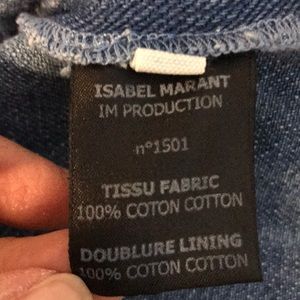 ISABEL MARANT
IM PRODUCTION
n°1501
TISSU FABRIC
100% COTON COTTON
DOUBLURE LINING
100% COTON COTTON